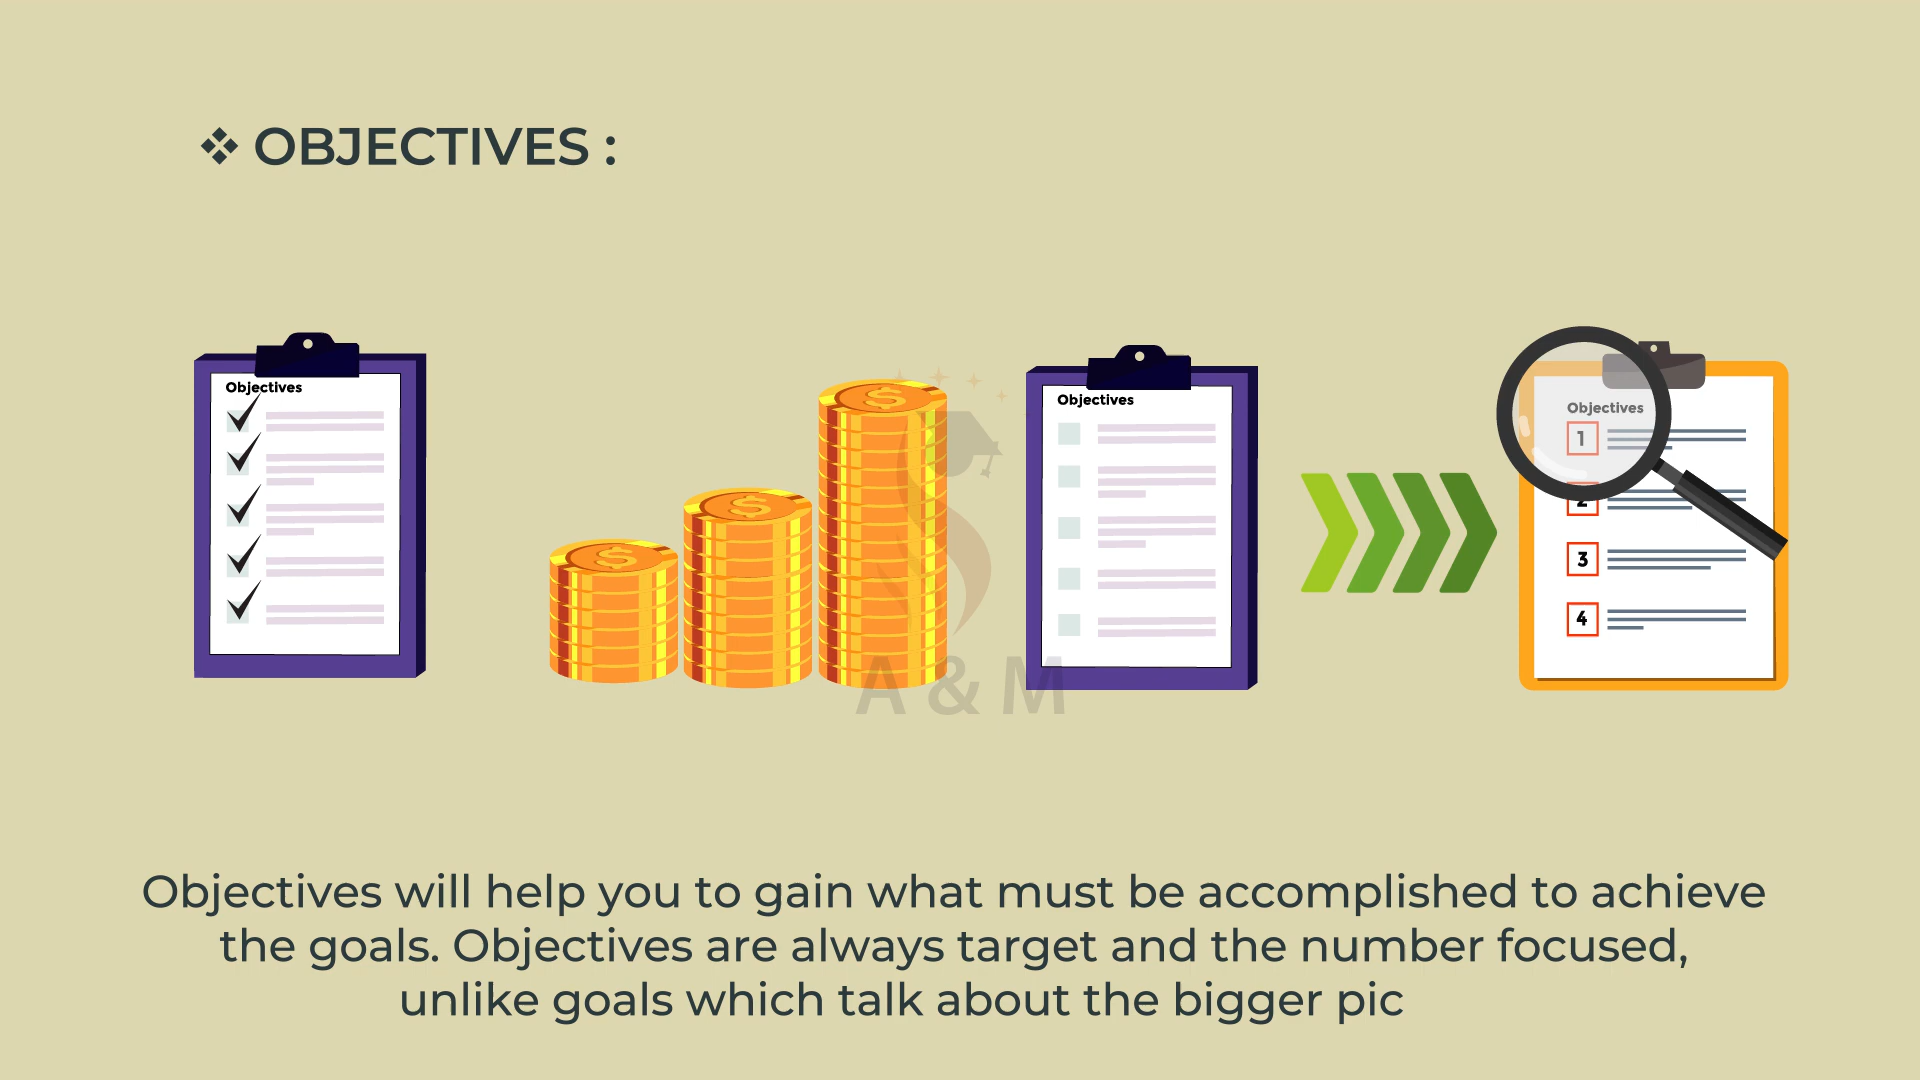 ❖ OBJECTIVES :
Objectives
Objectives
Objectives
1
2
3
4
A & M
Objectives will help you to gain what must be accomplished to achieve
the goals. Objectives are always target and the number focused,
unlike goals which talk about the bigger pic